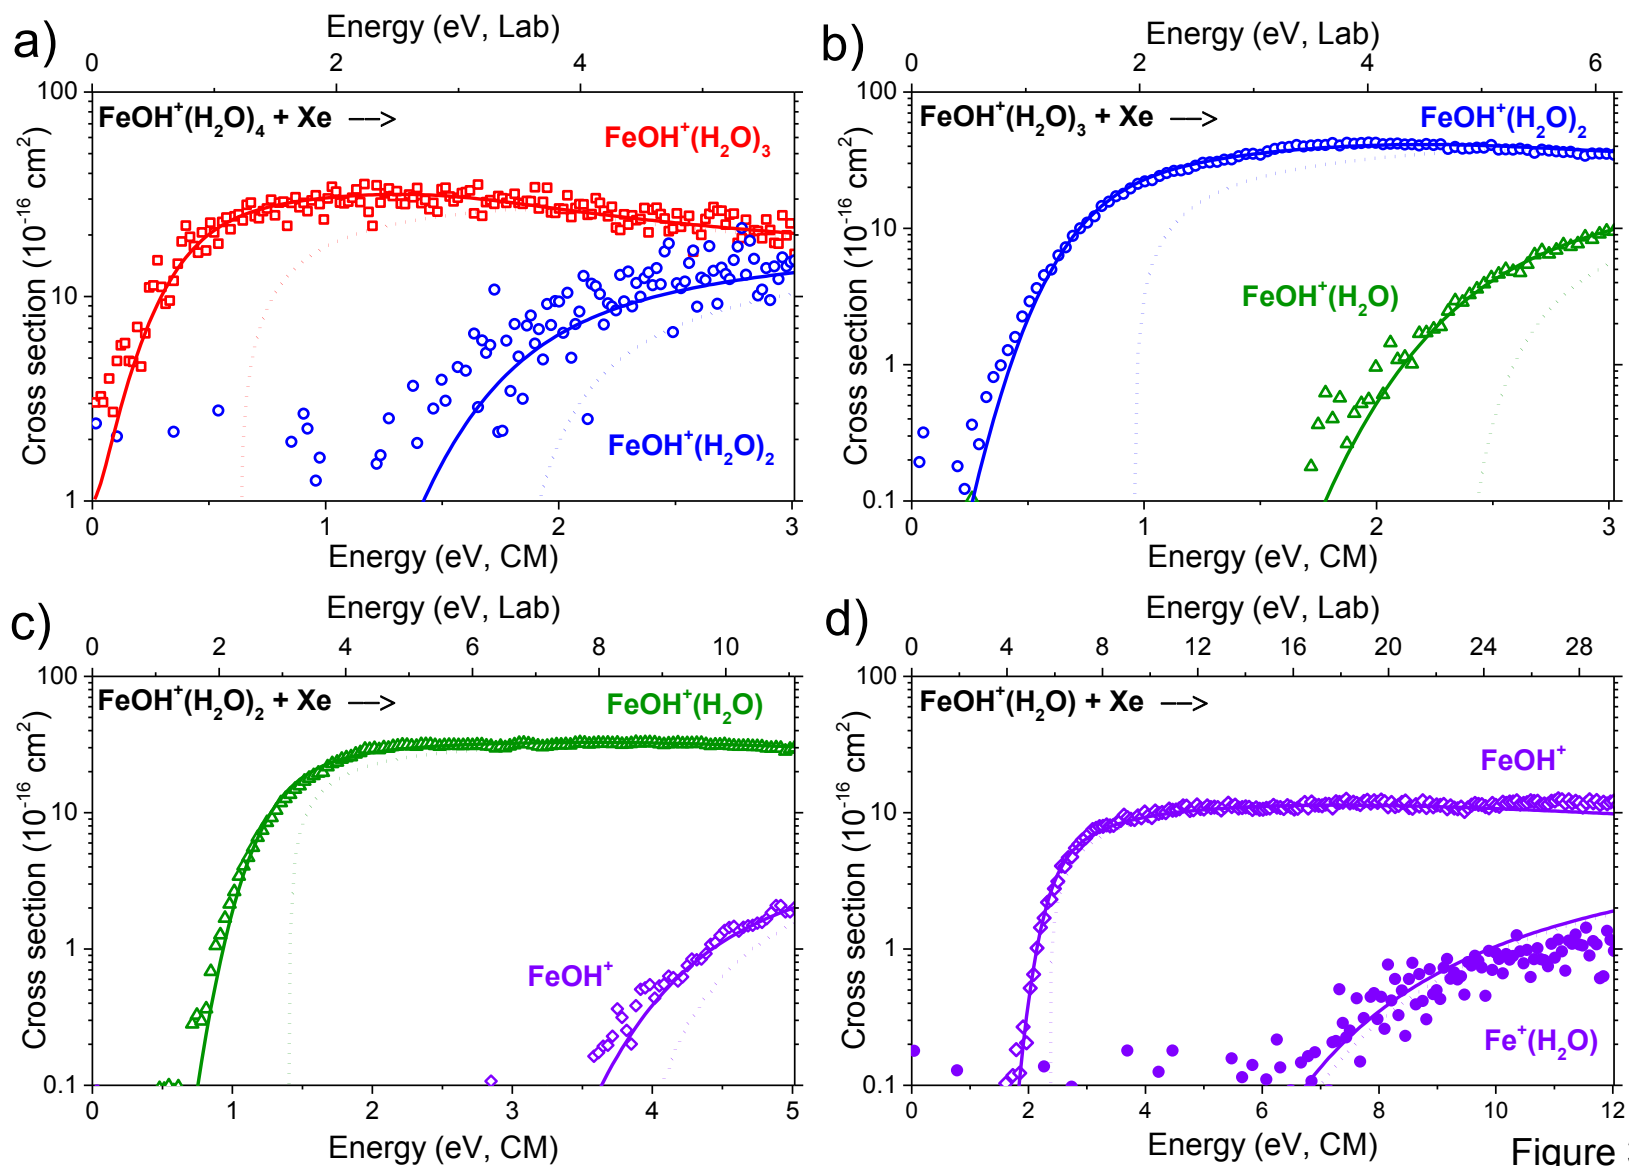 a)
Energy (eV, Lab)
0 2 4
100
10
1
Cross section (10⁻¹⁶ cm²)
FeOH⁺(H₂O)₄ + Xe —>
FeOH⁺(H₂O)₃
FeOH⁺(H₂O)₂
0 1 2 3
Energy (eV, CM)
b)
Energy (eV, Lab)
0 2 4 6
100
10
1
0.1
Cross section (10⁻¹⁶ cm²)
FeOH⁺(H₂O)₃ + Xe —>
FeOH⁺(H₂O)₂
FeOH⁺(H₂O)
0 1 2 3
Energy (eV, CM)
c)
Energy (eV, Lab)
0 2 4 6 8 10
100
10
1
0.1
Cross section (10⁻¹⁶ cm²)
FeOH⁺(H₂O)₂ + Xe —>
FeOH⁺(H₂O)
FeOH⁺
0 1 2 3 4 5
Energy (eV, CM)
d)
Energy (eV, Lab)
0 4 8 12 16 20 24 28
100
10
1
0.1
Cross section (10⁻¹⁶ cm²)
FeOH⁺(H₂O) + Xe —>
FeOH⁺
Fe⁺(H₂O)
0 2 4 6 8 10 12
Energy (eV, CM)
Figure